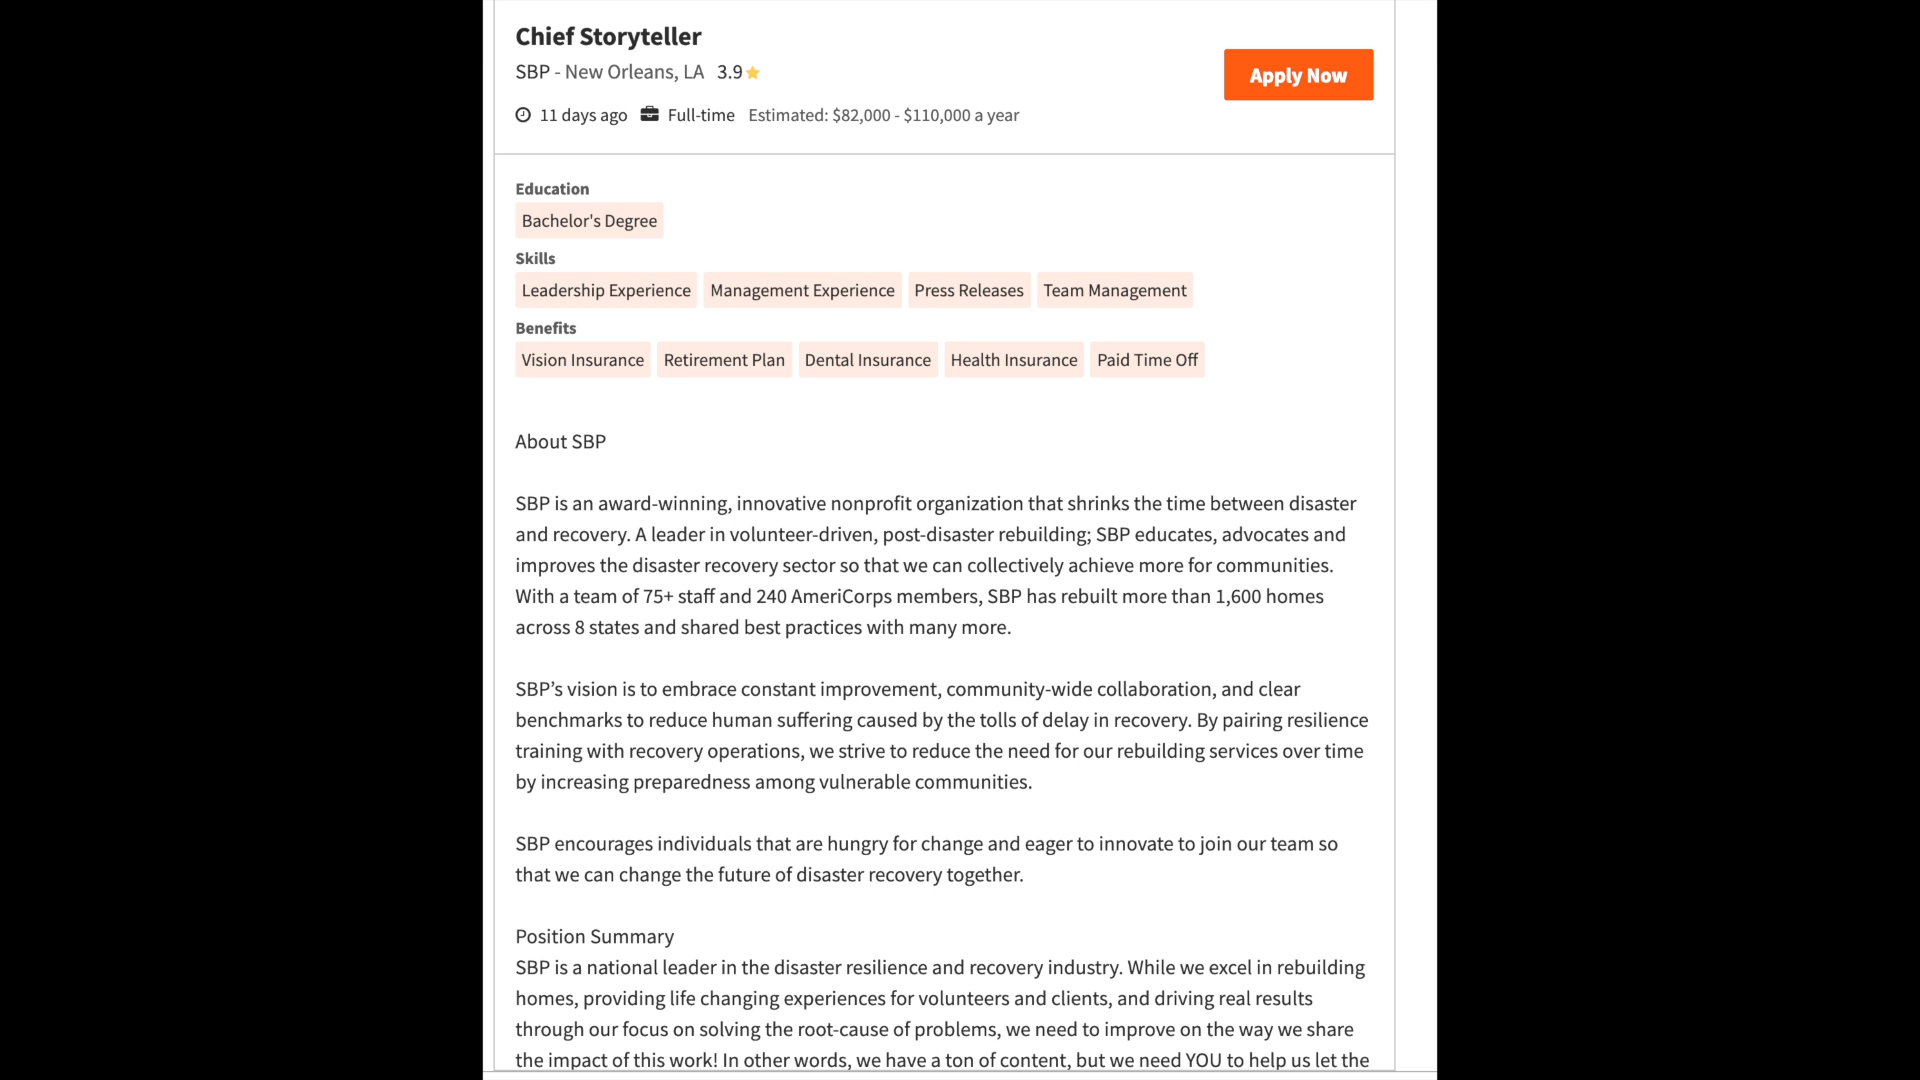 Chief Storyteller
SBP - New Orleans, LA 3.9
Apply Now
11 days ago Full-time Estimated: $82,000 - $110,000 a year
Education
Bachelor's Degree
Skills
Leadership Experience Management Experience Press Releases Team Management
Benefits
Vision Insurance Retirement Plan Dental Insurance Health Insurance Paid Time Off
About SBP
SBP is an award-winning, innovative nonprofit organization that shrinks the time between disaster
and recovery. A leader in volunteer-driven, post-disaster rebuilding; SBP educates, advocates and
improves the disaster recovery sector so that we can collectively achieve more for communities.
With a team of 75+ staff and 240 AmeriCorps members, SBP has rebuilt more than 1,600 homes
across 8 states and shared best practices with many more.
SBP’s vision is to embrace constant improvement, community-wide collaboration, and clear
benchmarks to reduce human suffering caused by the tolls of delay in recovery. By pairing resilience
training with recovery operations, we strive to reduce the need for our rebuilding services over time
by increasing preparedness among vulnerable communities.
SBP encourages individuals that are hungry for change and eager to innovate to join our team so
that we can change the future of disaster recovery together.
Position Summary
SBP is a national leader in the disaster resilience and recovery industry. While we excel in rebuilding
homes, providing life changing experiences for volunteers and clients, and driving real results
through our focus on solving the root-cause of problems, we need to improve on the way we share
the impact of this work! In other words, we have a ton of content, but we need YOU to help us let the